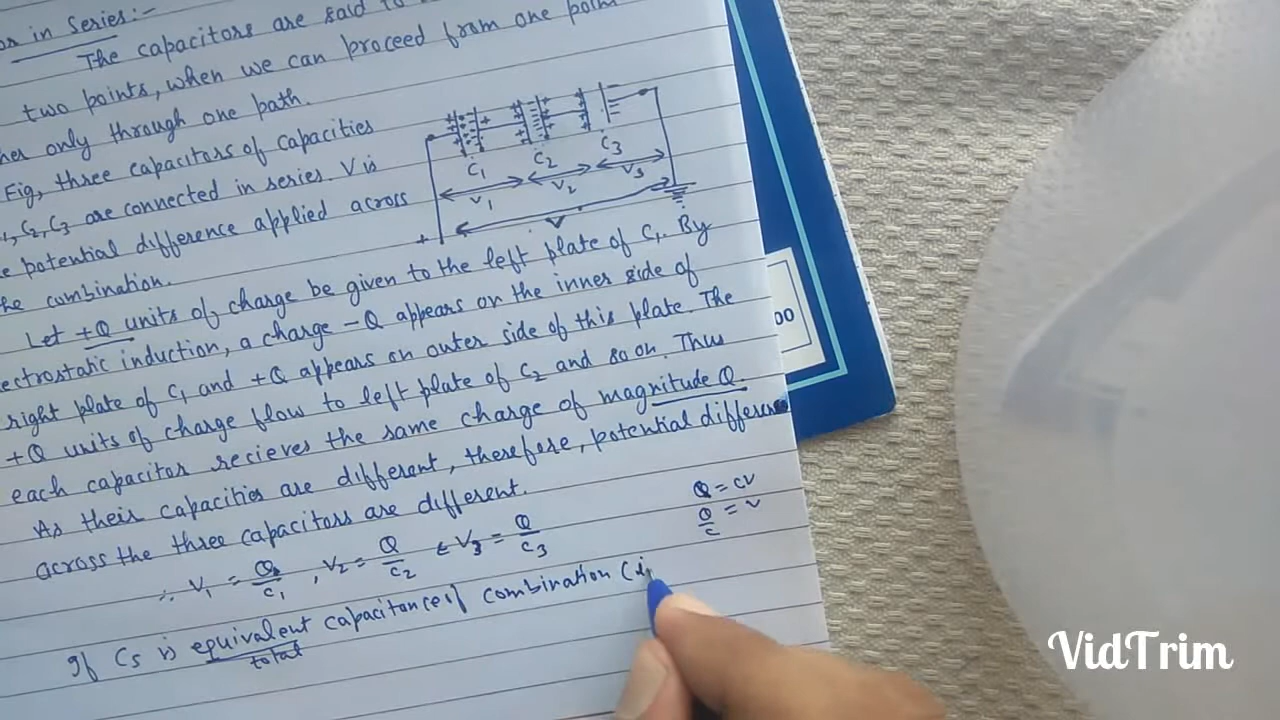 in Series:-
The capacitors are said to
two points, when we can proceed from one point
her only through one path.
Fig, three capacitors of capacities
C2, C3 are connected in series. V is
e potential difference applied across
he combination.
C1 C2 C3
V1 V2 V3
V
+
Let +Q units of charge be given to the left plate of C1. By
ectrostatic induction, a charge -Q appears on the inner side of
right plate of C1 and +Q appears on outer side of this plate. The
+Q units of charge flow to left plate of C2 and so on. Thus
each capacitor recieves the same charge of magnitude Q.
As their capacities are different, therefore, potential difference
across the three capacitors are different.
Q = CV
Q/C = V
∴ V1 = Q/C1, V2 = Q/C2 & V3 = Q/C3
If Cs is equivalent capacitance of combination (i
total
00
VidTrim